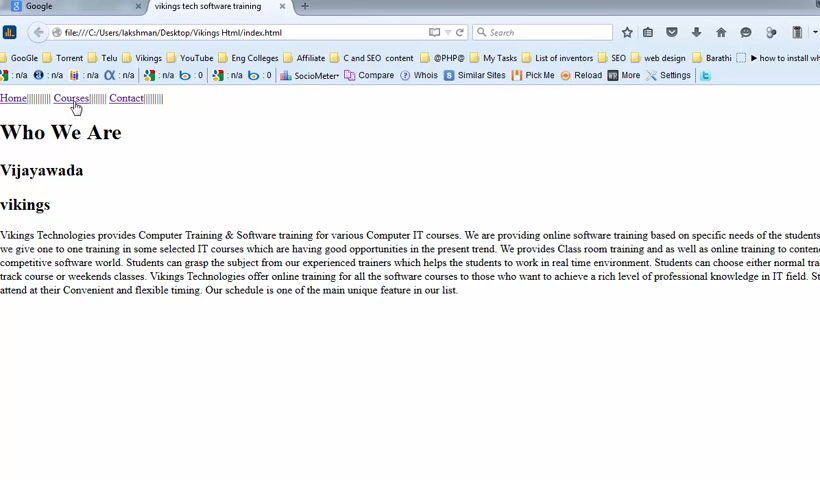 Google
vikings tech software training
file:///C:/Users/lakshman/Desktop/Vikings Html/index.html
Search
GooGle Torrent Telu Vikings YouTube Eng Colleges Affiliate C and SEO content @PHP@ My Tech List of inventors SEO web design Barathi how to install wh
: n/a : n/a : n/a : n/a : 0 : n/a : 0 SocioMeter Compare Whois Similar Sites Pick Me Reload More Settings
Home|||||||||| Courses||||||| Contact||||||||
Who We Are
Vijayawada
vikings
Vikings Technologies provides Computer Training & Software training for various Computer IT courses. We are providing online software training based on specific needs of the students
we give one to one training in some selected IT courses which are having good opportunities in the present trend. We provides Class room training and as well as online training to conten
competitive software world. Students can grasp the subject from our experienced trainers which helps the students to work in real time environment. Students can choose either normal tra
track course or weekends classes. Vikings Technologies offer online training for all the software courses to those who want to achieve a rich level of professional knowledge in IT field. St
attend at their Convenient and flexible timing. Our schedule is one of the main unique feature in our list.